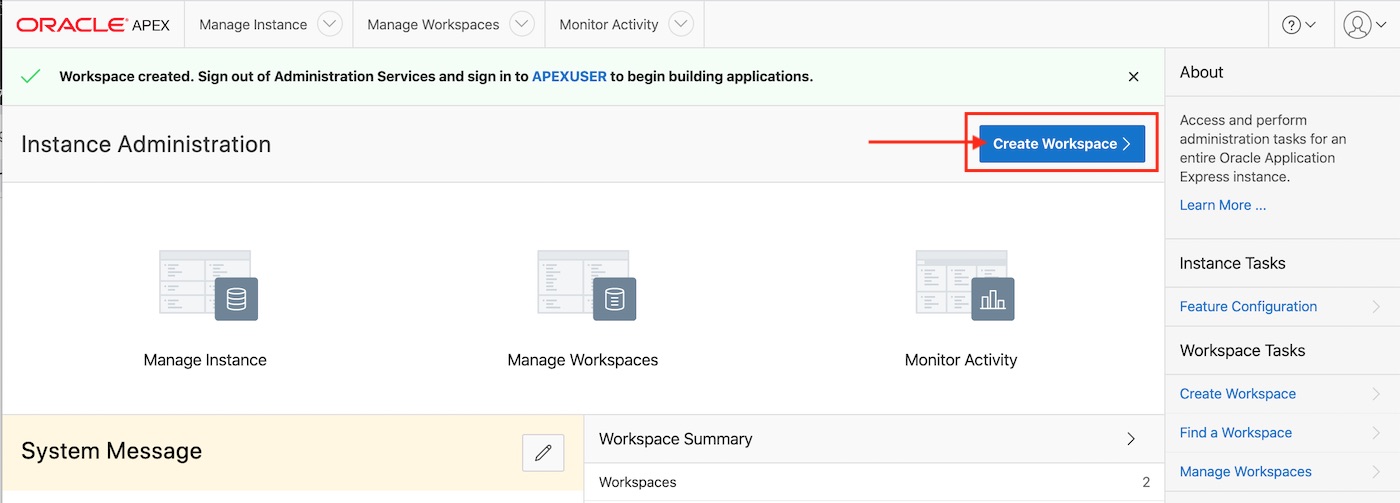 ORACLE APEX
Manage Instance
Manage Workspaces
Monitor Activity
Workspace created. Sign out of Administration Services and sign in to APEXUSER to begin building applications.
Instance Administration
Create Workspace
Manage Instance
Manage Workspaces
Monitor Activity
System Message
Workspace Summary
Workspaces 2
About
Access and perform
administration tasks for an
entire Oracle Application
Express instance.
Learn More ...
Instance Tasks
Feature Configuration
Workspace Tasks
Create Workspace
Find a Workspace
Manage Workspaces